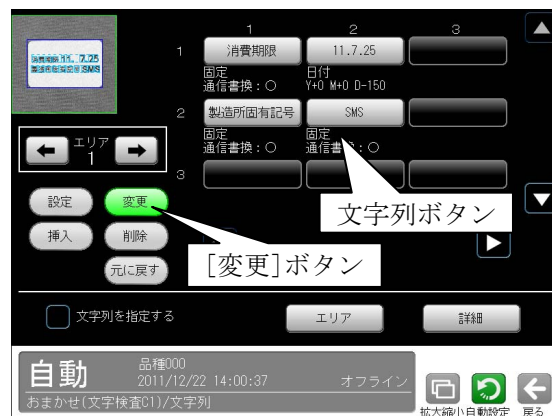 1 2 3
消費期限 11. 7.25
製造所固有記号 SMS
1 消費期限 11.7.25
固定 日付
通信書換：○ Y+0 M+0 D-150
2 製造所固有記号 SMS
固定 固定
通信書換：○ 通信書換：○
エリア
1
3
設定 変更
文字列ボタン
挿入 削除
[変更]ボタン
元に戻す
文字列を指定する エリア 詳細
自動 品種000
2011/12/22 14:00:37 オフライン
おまかせ(文字検査C1)/文字列
拡大縮小 自動設定 戻る